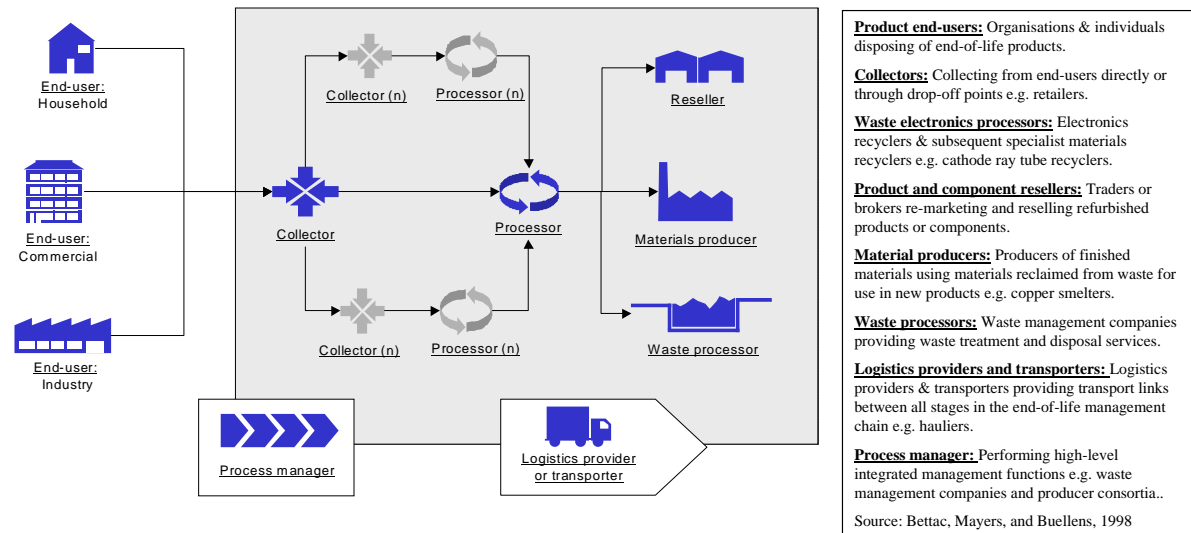 End-user:
Household
End-user:
Commercial
End-user:
Industry
Collector (n)
Processor (n)
Collector
Processor
Collector (n)
Processor (n)
Reseller
Materials producer
Waste processor
Process manager
Logistics provider
or transporter
Product end-users: Organisations & individuals
disposing of end-of-life products.
Collectors: Collecting from end-users directly or
through drop-off points e.g. retailers.
Waste electronics processors: Electronics
recyclers & subsequent specialist materials
recyclers e.g. cathode ray tube recyclers.
Product and component resellers: Traders or
brokers re-marketing and reselling refurbished
products or components.
Material producers: Producers of finished
materials using materials reclaimed from waste for
use in new products e.g. copper smelters.
Waste processors: Waste management companies
providing waste treatment and disposal services.
Logistics providers and transporters: Logistics
providers & transporters providing transport links
between all stages in the end-of-life management
chain e.g. hauliers.
Process manager: Performing high-level
integrated management functions e.g. waste
management companies and producer consortia..
Source: Bettac, Mayers, and Buellens, 1998